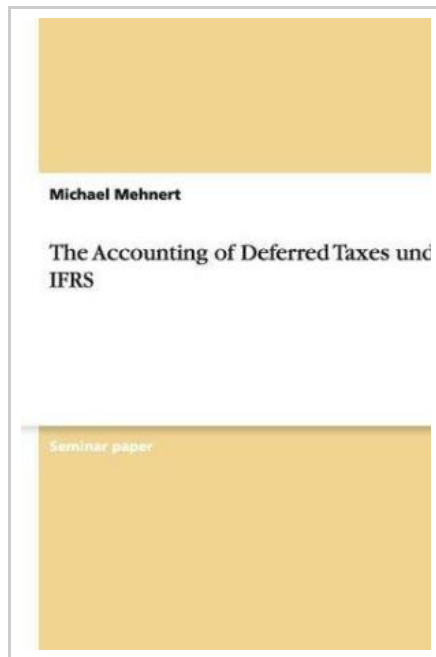 Michael Mehnert
The Accounting of Deferred Taxes und
IFRS
Seminar paper